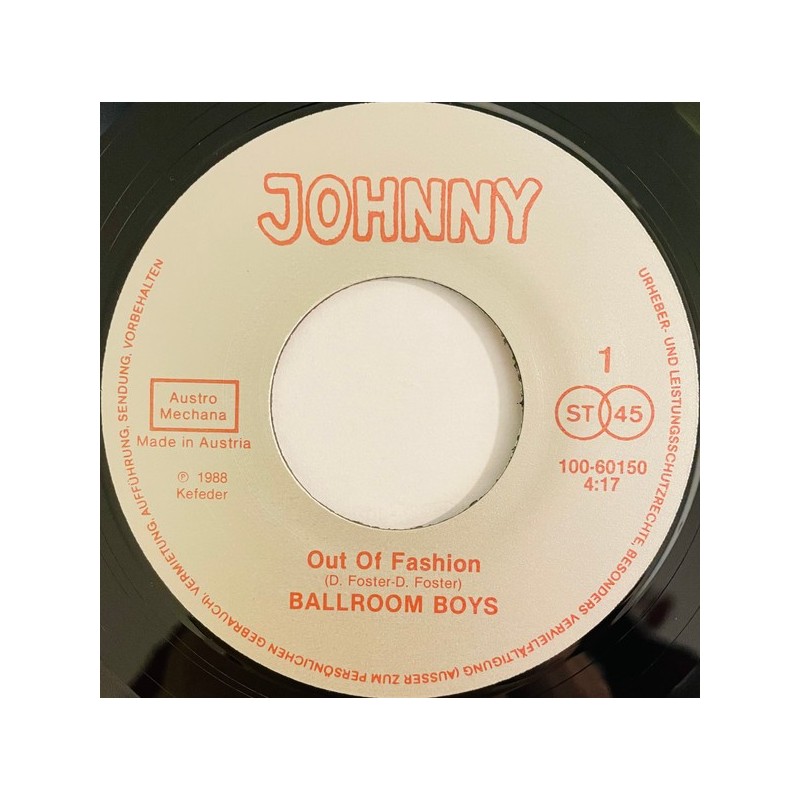 JOHNNY
URHEBER- UND LEISTUNGSSCHUTZRECHTE, BESONDERS VERVIELFÄLTIGUNG (AUSSER ZUM PERSÖNLICHEN GEBRAUCH), VERMIETUNG, AUFFÜHRUNG, SENDUNG, VORBEHALTEN
Austro
Mechana
Made in Austria
℗ 1988
Kefeder
1
ST 45
100-60150
4:17
Out Of Fashion
(D. Foster-D. Foster)
BALLROOM BOYS